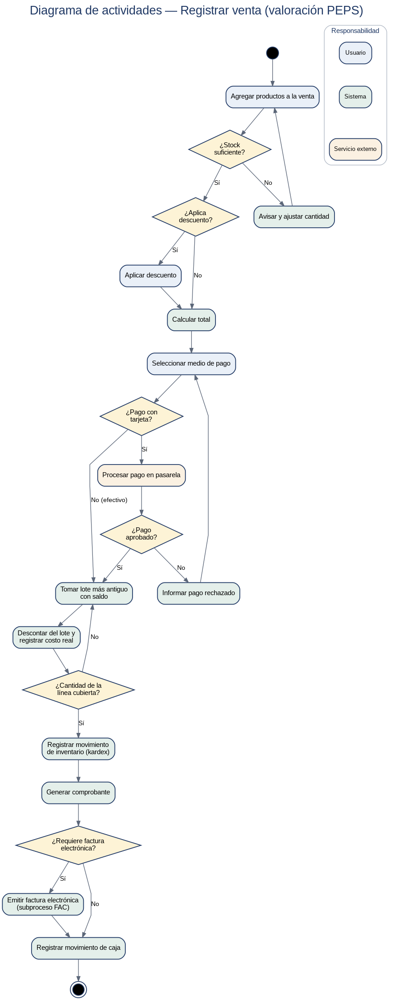 Diagrama de actividades — Registrar venta (valoración PEPS)
Responsabilidad
Usuario
Sistema
Servicio externo
Agregar productos a la venta
¿Stock
suficiente?
Sí
No
¿Aplica
descuento?
Avisar y ajustar cantidad
Sí
Aplicar descuento
No
Calcular total
Seleccionar medio de pago
¿Pago con
tarjeta?
Sí
Procesar pago en pasarela
No (efectivo)
¿Pago
aprobado?
Sí
No
Tomar lote más antiguo
con saldo
Informar pago rechazado
Descontar del lote y
registrar costo real
No
¿Cantidad de la
línea cubierta?
Sí
Registrar movimiento
de inventario (kardex)
Generar comprobante
¿Requiere factura
electrónica?
Sí
Emitir factura electrónica
(subproceso FAC)
No
Registrar movimiento de caja